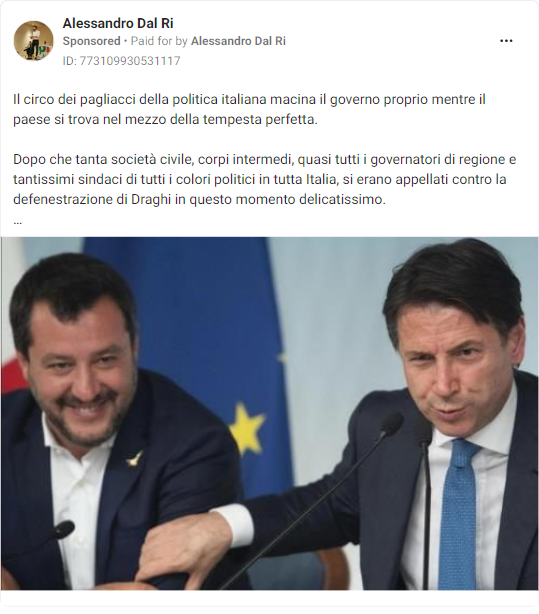 Alessandro Dal Ri
Sponsored • Paid for by Alessandro Dal Ri
ID: 773109930531117
Il circo dei pagliacci della politica italiana macina il governo proprio mentre il
paese si trova nel mezzo della tempesta perfetta.
Dopo che tanta società civile, corpi intermedi, quasi tutti i governatori di regione e
tantissimi sindaci di tutti i colori politici in tutta Italia, si erano appellati contro la
defenestrazione di Draghi in questo momento delicatissimo.
...